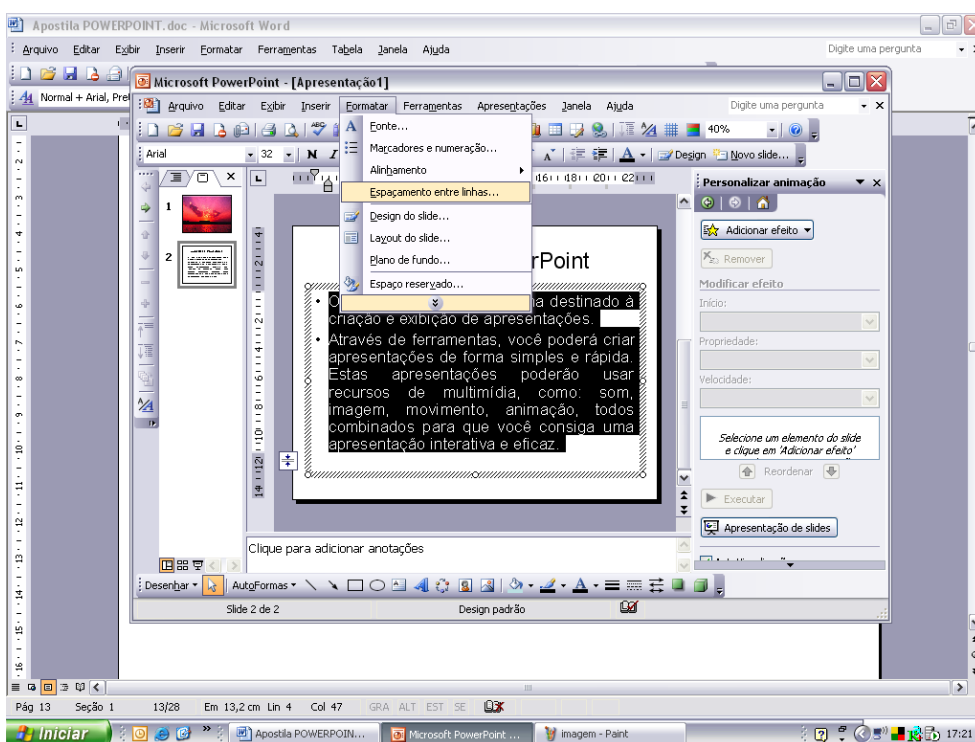 Apostila POWERPOINT.doc - Microsoft Word
Arquivo Editar Exibir Inserir Formatar Ferramentas Tabela Janela Ajuda
Digite uma pergunta
Normal + Arial,
Microsoft PowerPoint - [Apresentação1]
Arquivo Editar Exibir Inserir Formatar Ferramentas Apresentações Janela Ajuda
Digite uma pergunta
40%
Arial 32 N I
Design Novo slide...
Fonte...
Marcadores e numeração...
Alinhamento
Espaçamento entre linhas...
Design do slide...
Layout do slide...
Plano de fundo...
Espaço reservado...
1
2
rPoint
destinado à
criação e exibição de apresentações.
Através de ferramentas, você poderá criar
apresentações de forma simples e rápida.
Estas apresentações poderão usar
recursos de multimídia, como: som,
imagem, movimento, animação, todos
combinados para que você consiga uma
apresentação interativa e eficaz.
Clique para adicionar anotações
Personalizar animação
Adicionar efeito
Remover
Modificar efeito
Início:
Propriedade:
Velocidade:
Selecione um elemento do slide
e clique em 'Adicionar efeito'
Reordenar
Executar
Apresentação de slides
Desenhar AutoFormas
Slide 2 de 2 Design padrão
Pág 13 Seção 1 13/28 Em 13,2 cm Lin 4 Col 47 GRA ALT EST SE
Iniciar
Apostila POWERPOIN...
Microsoft PowerPoint ...
imagem - Paint
17:21